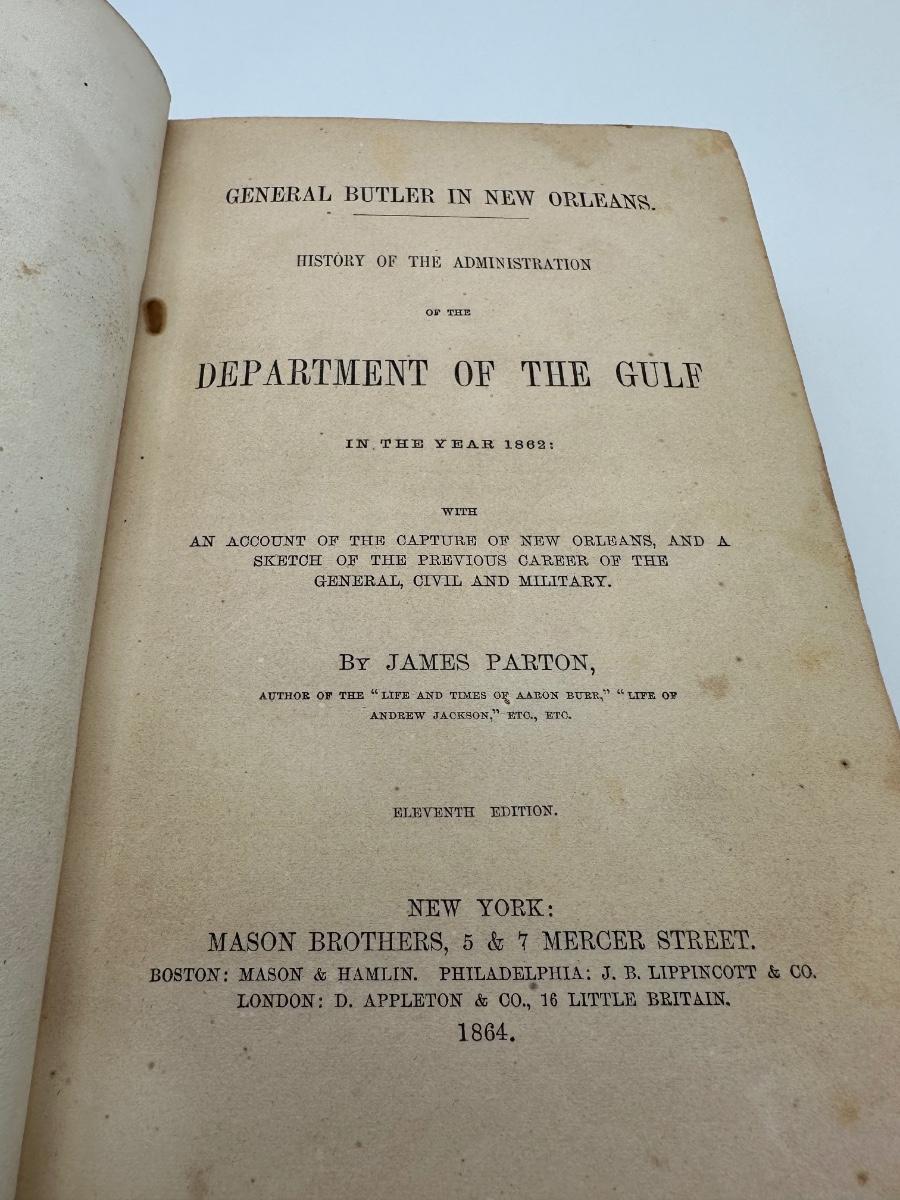 GENERAL BUTLER IN NEW ORLEANS.
HISTORY OF THE ADMINISTRATION
OF THE
DEPARTMENT OF THE GULF
IN THE YEAR 1862:
WITH
AN ACCOUNT OF THE CAPTURE OF NEW ORLEANS, AND A
SKETCH OF THE PREVIOUS CAREER OF THE
GENERAL, CIVIL AND MILITARY.
BY JAMES PARTON,
AUTHOR OF THE "LIFE AND TIMES OF AARON BURR," "LIFE OF
ANDREW JACKSON," ETC., ETC.
ELEVENTH EDITION.
NEW YORK:
MASON BROTHERS, 5 & 7 MERCER STREET.
BOSTON: MASON & HAMLIN. PHILADELPHIA: J. B. LIPPINCOTT & CO.
LONDON: D. APPLETON & CO., 16 LITTLE BRITAIN.
1864.